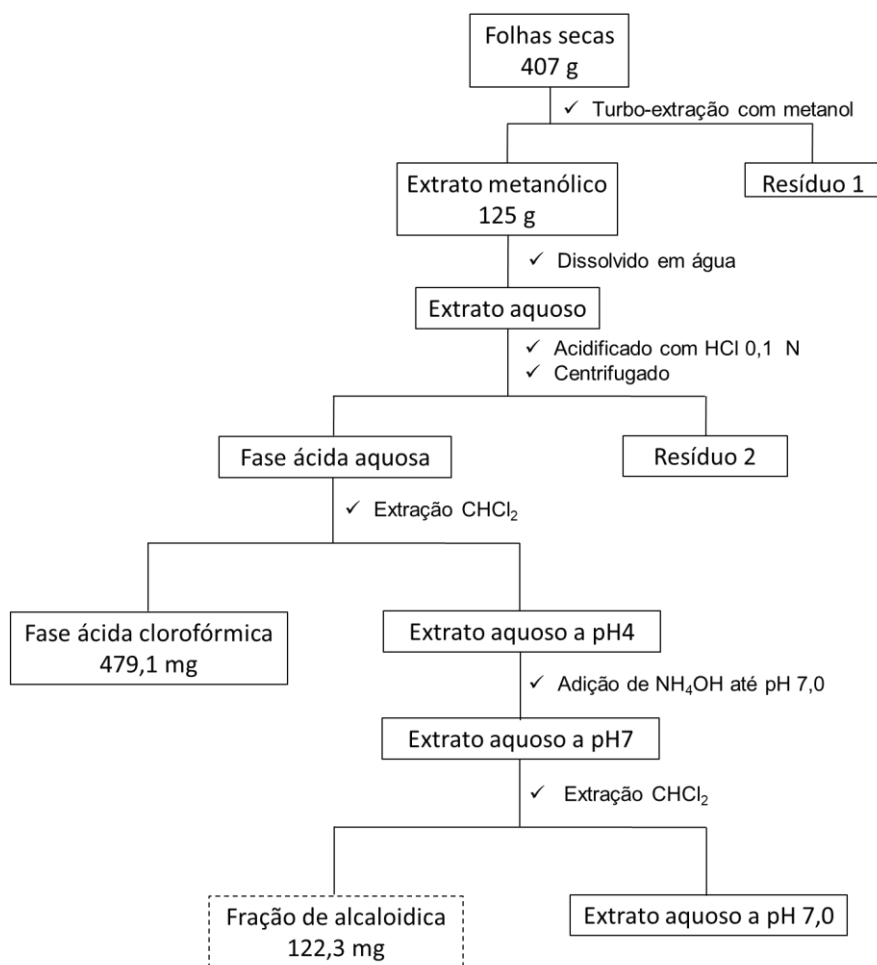 Folhas secas
407 g
✓ Turbo-extração com metanol
Extrato metanólico
125 g
Resíduo 1
✓ Dissolvido em água
Extrato aquoso
✓ Acidificado com HCl 0,1 N
✓ Centrifugado
Fase ácida aquosa
Resíduo 2
✓ Extração CHCl₂
Fase ácida clorofórmica
479,1 mg
Extrato aquoso a pH4
✓ Adição de NH₄OH até pH 7,0
Extrato aquoso a pH7
✓ Extração CHCl₂
Fração de alcaloidica
122,3 mg
Extrato aquoso a pH 7,0